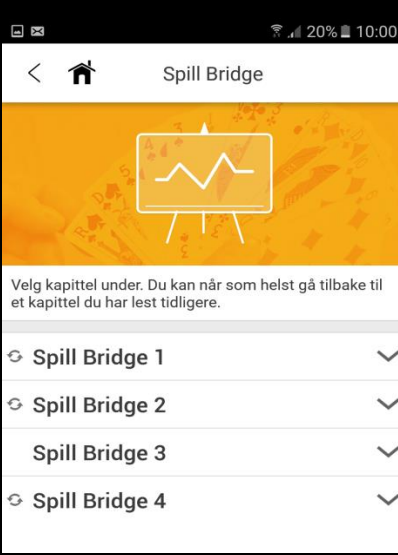 20% 10:00
Spill Bridge
Velg kapittel under. Du kan når som helst gå tilbake til
et kapittel du har lest tidligere.
Spill Bridge 1
Spill Bridge 2
Spill Bridge 3
Spill Bridge 4